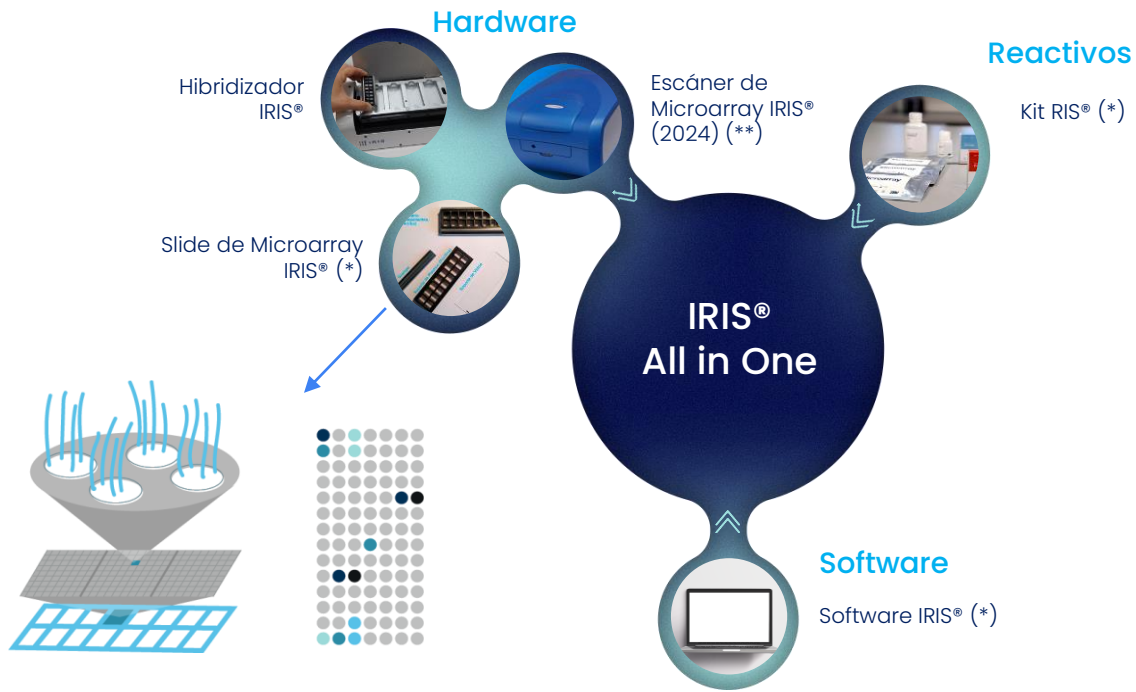 Hardware
Reactivos
Hibridizador
IRIS®
Escáner de
Microarray IRIS®
(2024) (**)
Kit RIS® (*)
Slide de Microarray
IRIS® (*)
IRIS®
All in One
Software
Software IRIS® (*)